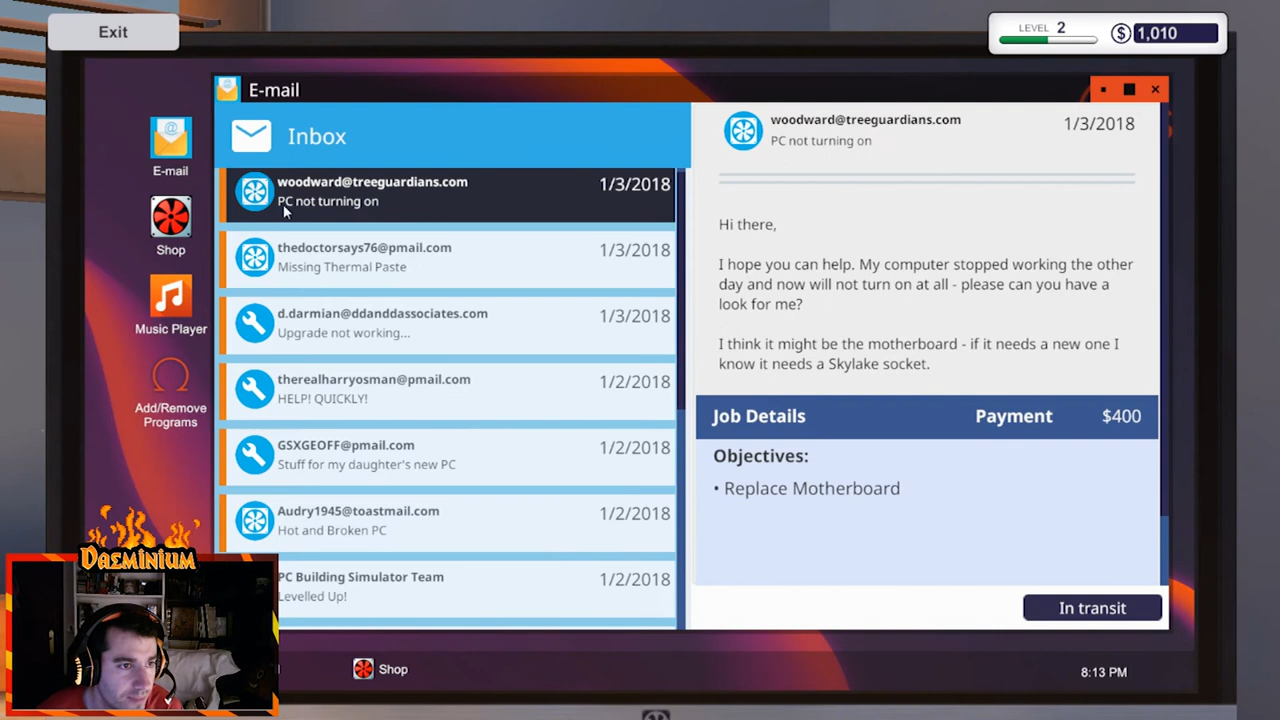 Exit
LEVEL 2
$ 1,010
E-mail
Inbox
E-mail
Shop
Music Player
Add/Remove
Programs
woodward@treeguardians.com 1/3/2018
PC not turning on
thedoctorsays76@pmail.com 1/3/2018
Missing Thermal Paste
d.darmian@ddanddassociates.com 1/3/2018
Upgrade not working...
therealharryosman@pmail.com 1/2/2018
HELP! QUICKLY!
GSXGEOFF@pmail.com 1/2/2018
Stuff for my daughter's new PC
Audry1945@toastmail.com 1/2/2018
Hot and Broken PC
PC Building Simulator Team 1/2/2018
Levelled Up!
woodward@treeguardians.com 1/3/2018
PC not turning on
Hi there,
I hope you can help. My computer stopped working the other
day and now will not turn on at all - please can you have a
look for me?
I think it might be the motherboard - if it needs a new one I
know it needs a Skylake socket.
Job Details Payment $400
Objectives:
• Replace Motherboard
In transit
DAEMINIUM
Shop
8:13 PM